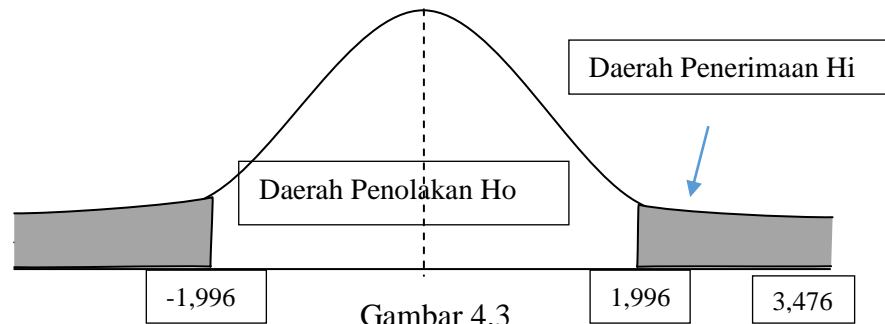 Daerah Penerimaan Hi
Daerah Penolakan Ho
-1,996
1,996
3,476
Gambar 4.3